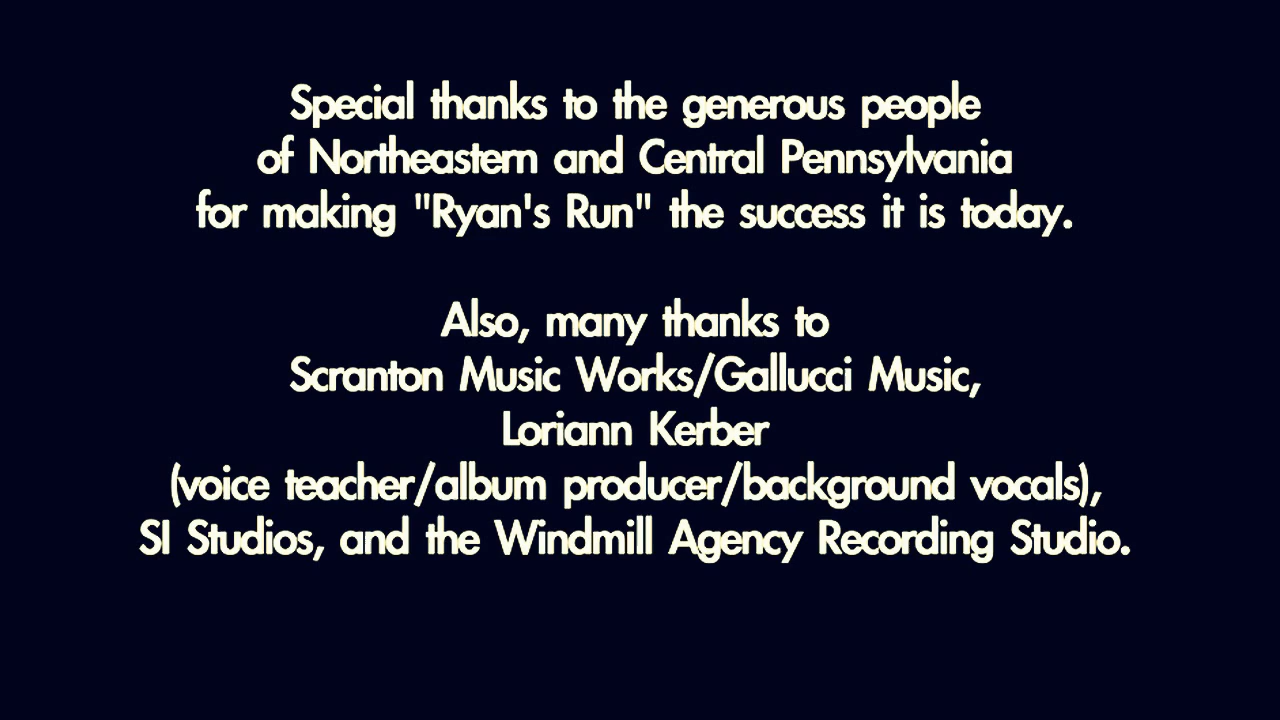 Special thanks to the generous people
of Northeastern and Central Pennsylvania
for making "Ryan's Run" the success it is today.
Also, many thanks to
Scranton Music Works/Gallucci Music,
Loriann Kerber
(voice teacher/album producer/background vocals),
SI Studios, and the Windmill Agency Recording Studio.